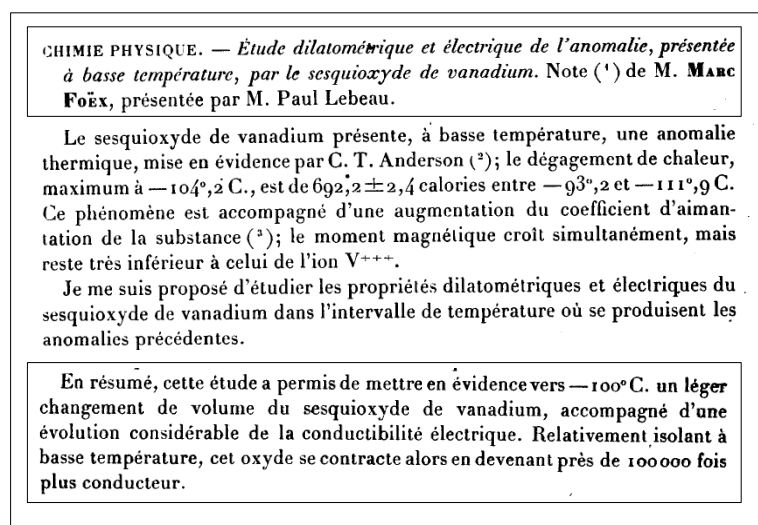 CHIMIE PHYSIQUE. — Étude dilatométrique et électrique de l'anomalie, présentée
à basse température, par le sesquioxyde de vanadium. Note (¹) de M. MARC
FOËX, présentée par M. Paul Lebeau.
Le sesquioxyde de vanadium présente, à basse température, une anomalie
thermique, mise en évidence par C. T. Anderson (²); le dégagement de chaleur,
maximum à —104°,2 C., est de 692,2 ± 2,4 calories entre —93°,2 et —111°,9 C.
Ce phénomène est accompagné d'une augmentation du coefficient d'aiman-
tation de la substance (³); le moment magnétique croît simultanément, mais
reste très inférieur à celui de l'ion V⁺⁺⁺.
Je me suis proposé d'étudier les propriétés dilatométriques et électriques du
sesquioxyde de vanadium dans l'intervalle de température où se produisent les
anomalies précédentes.
En résumé, cette étude a permis de mettre en évidence vers —100° C. un léger
changement de volume du sesquioxyde de vanadium, accompagné d'une
évolution considérable de la conductibilité électrique. Relativement isolant à
basse température, cet oxyde se contracte alors en devenant près de 100000 fois
plus conducteur.